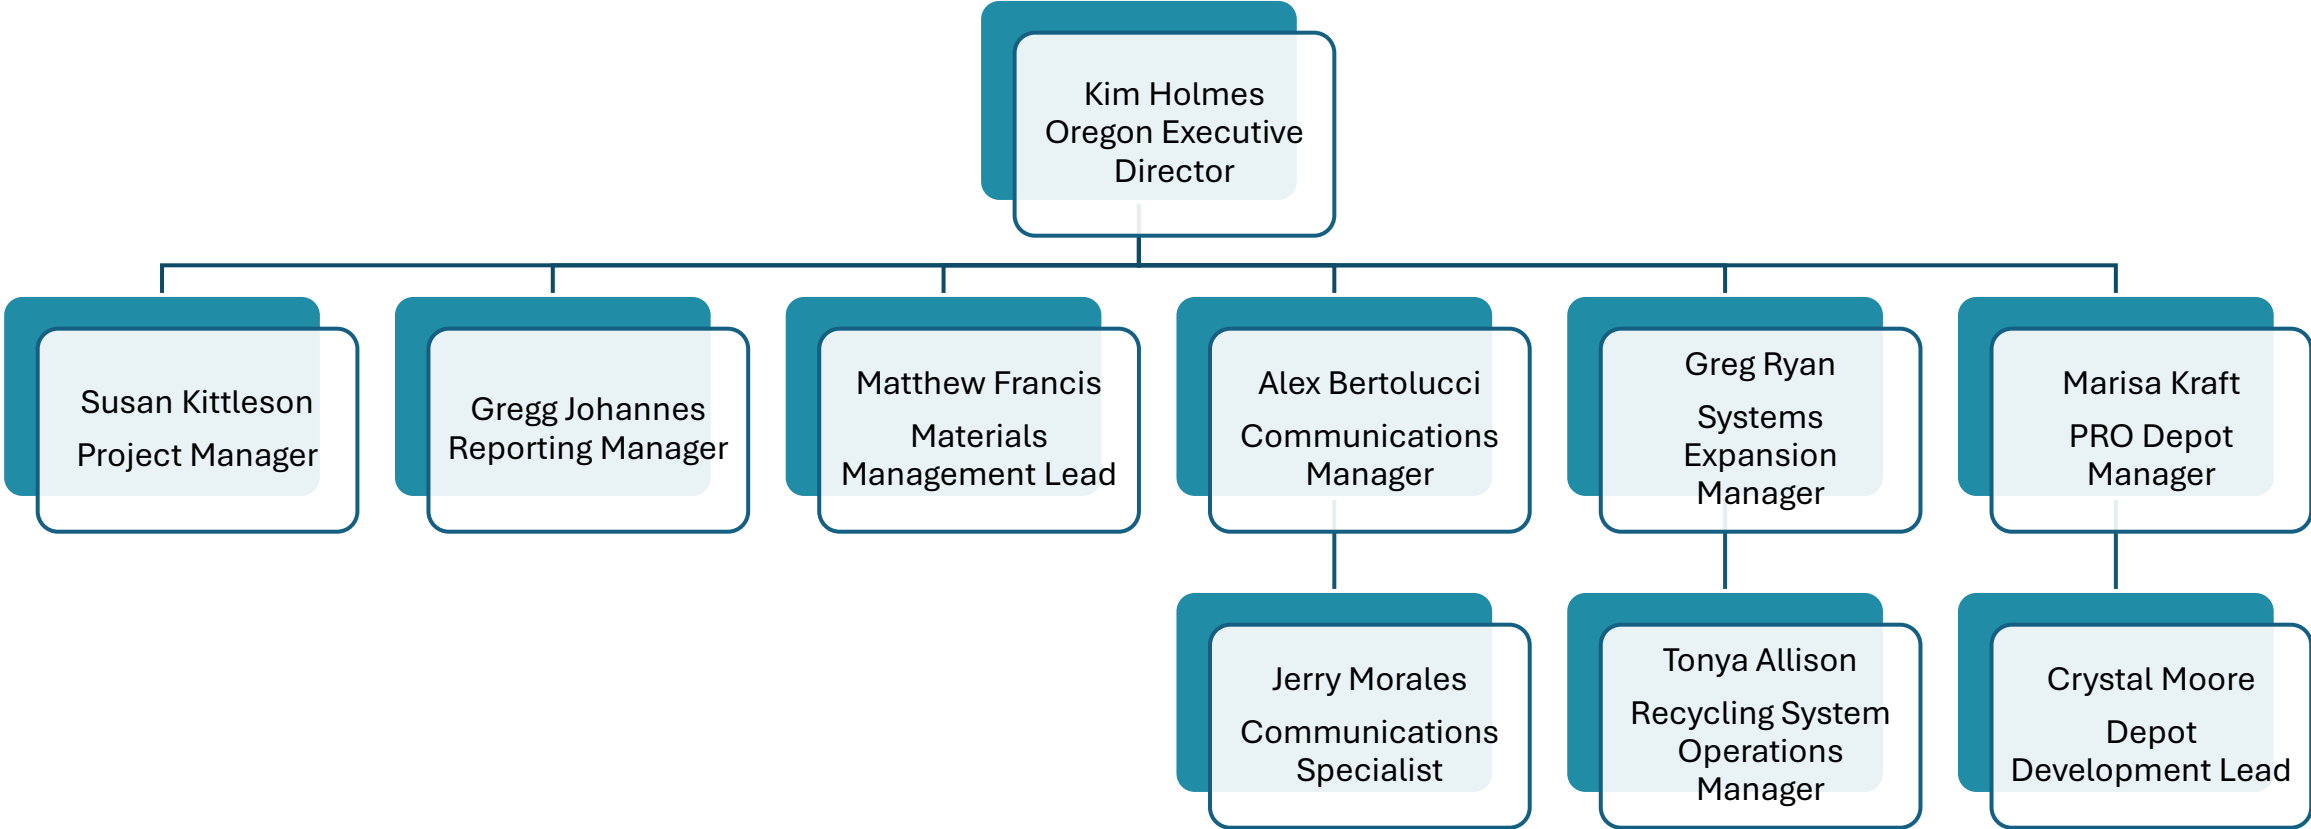 Kim Holmes
Oregon Executive
Director
Susan Kittleson
Project Manager
Gregg Johannes
Reporting Manager
Matthew Francis
Materials
Management Lead
Alex Bertolucci
Communications
Manager
Greg Ryan
Systems
Expansion
Manager
Marisa Kraft
PRO Depot
Manager
Jerry Morales
Communications
Specialist
Tonya Allison
Recycling System
Operations
Manager
Crystal Moore
Depot
Development Lead